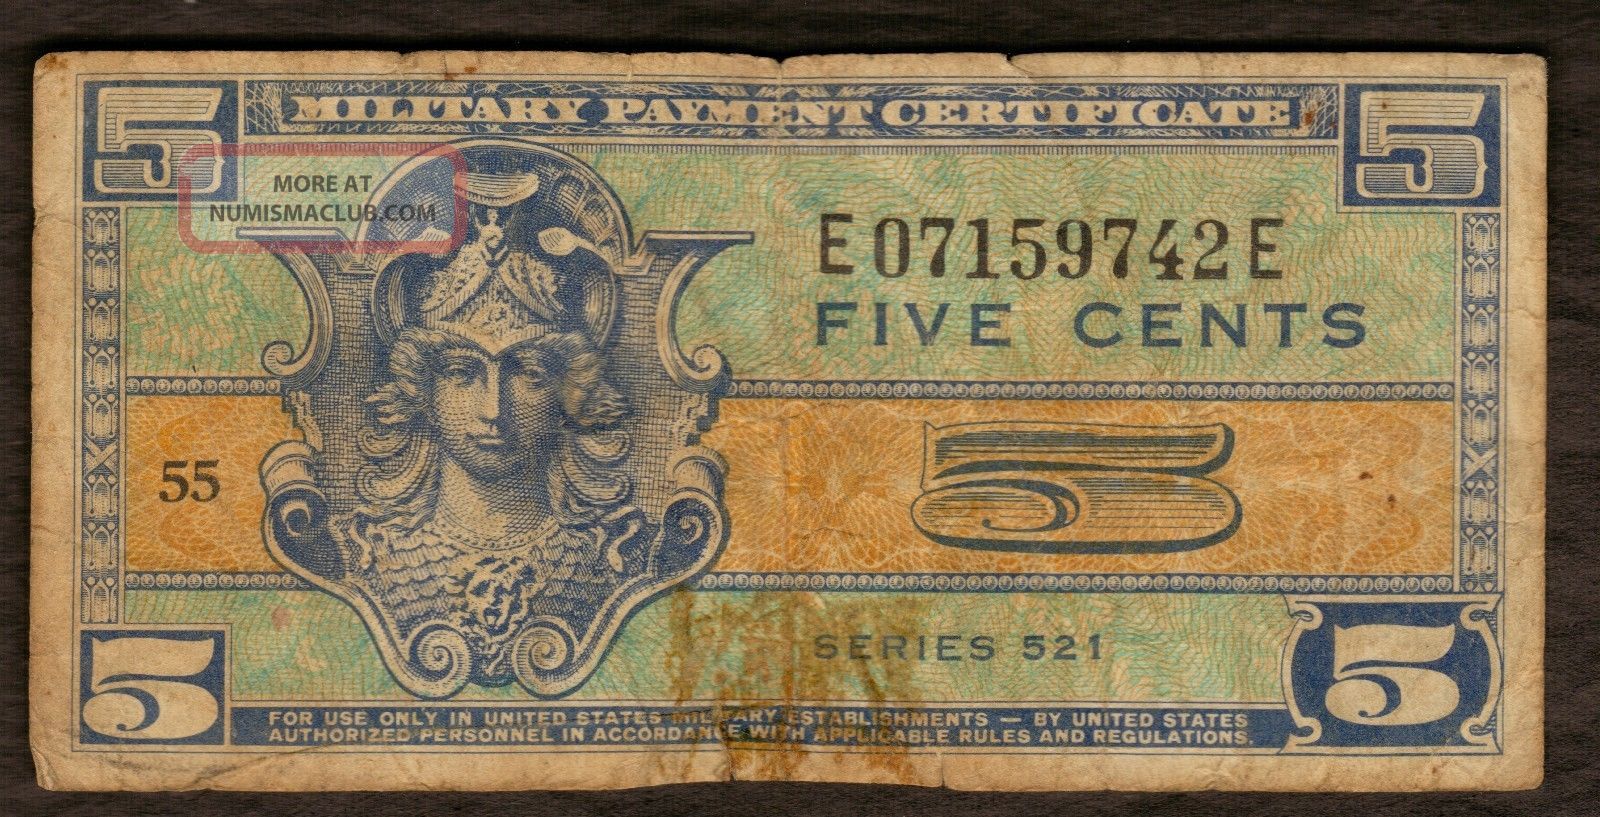 5 MILITARY PAYMENT CERTIFICATE 5
MORE AT
NUMISMACLUB.COM
E07159742E
FIVE CENTS
55
5
SERIES 521
5
5
FOR USE ONLY IN UNITED STATES MILITARY ESTABLISHMENTS — BY UNITED STATES
AUTHORIZED PERSONNEL IN ACCORDANCE WITH APPLICABLE RULES AND REGULATIONS.